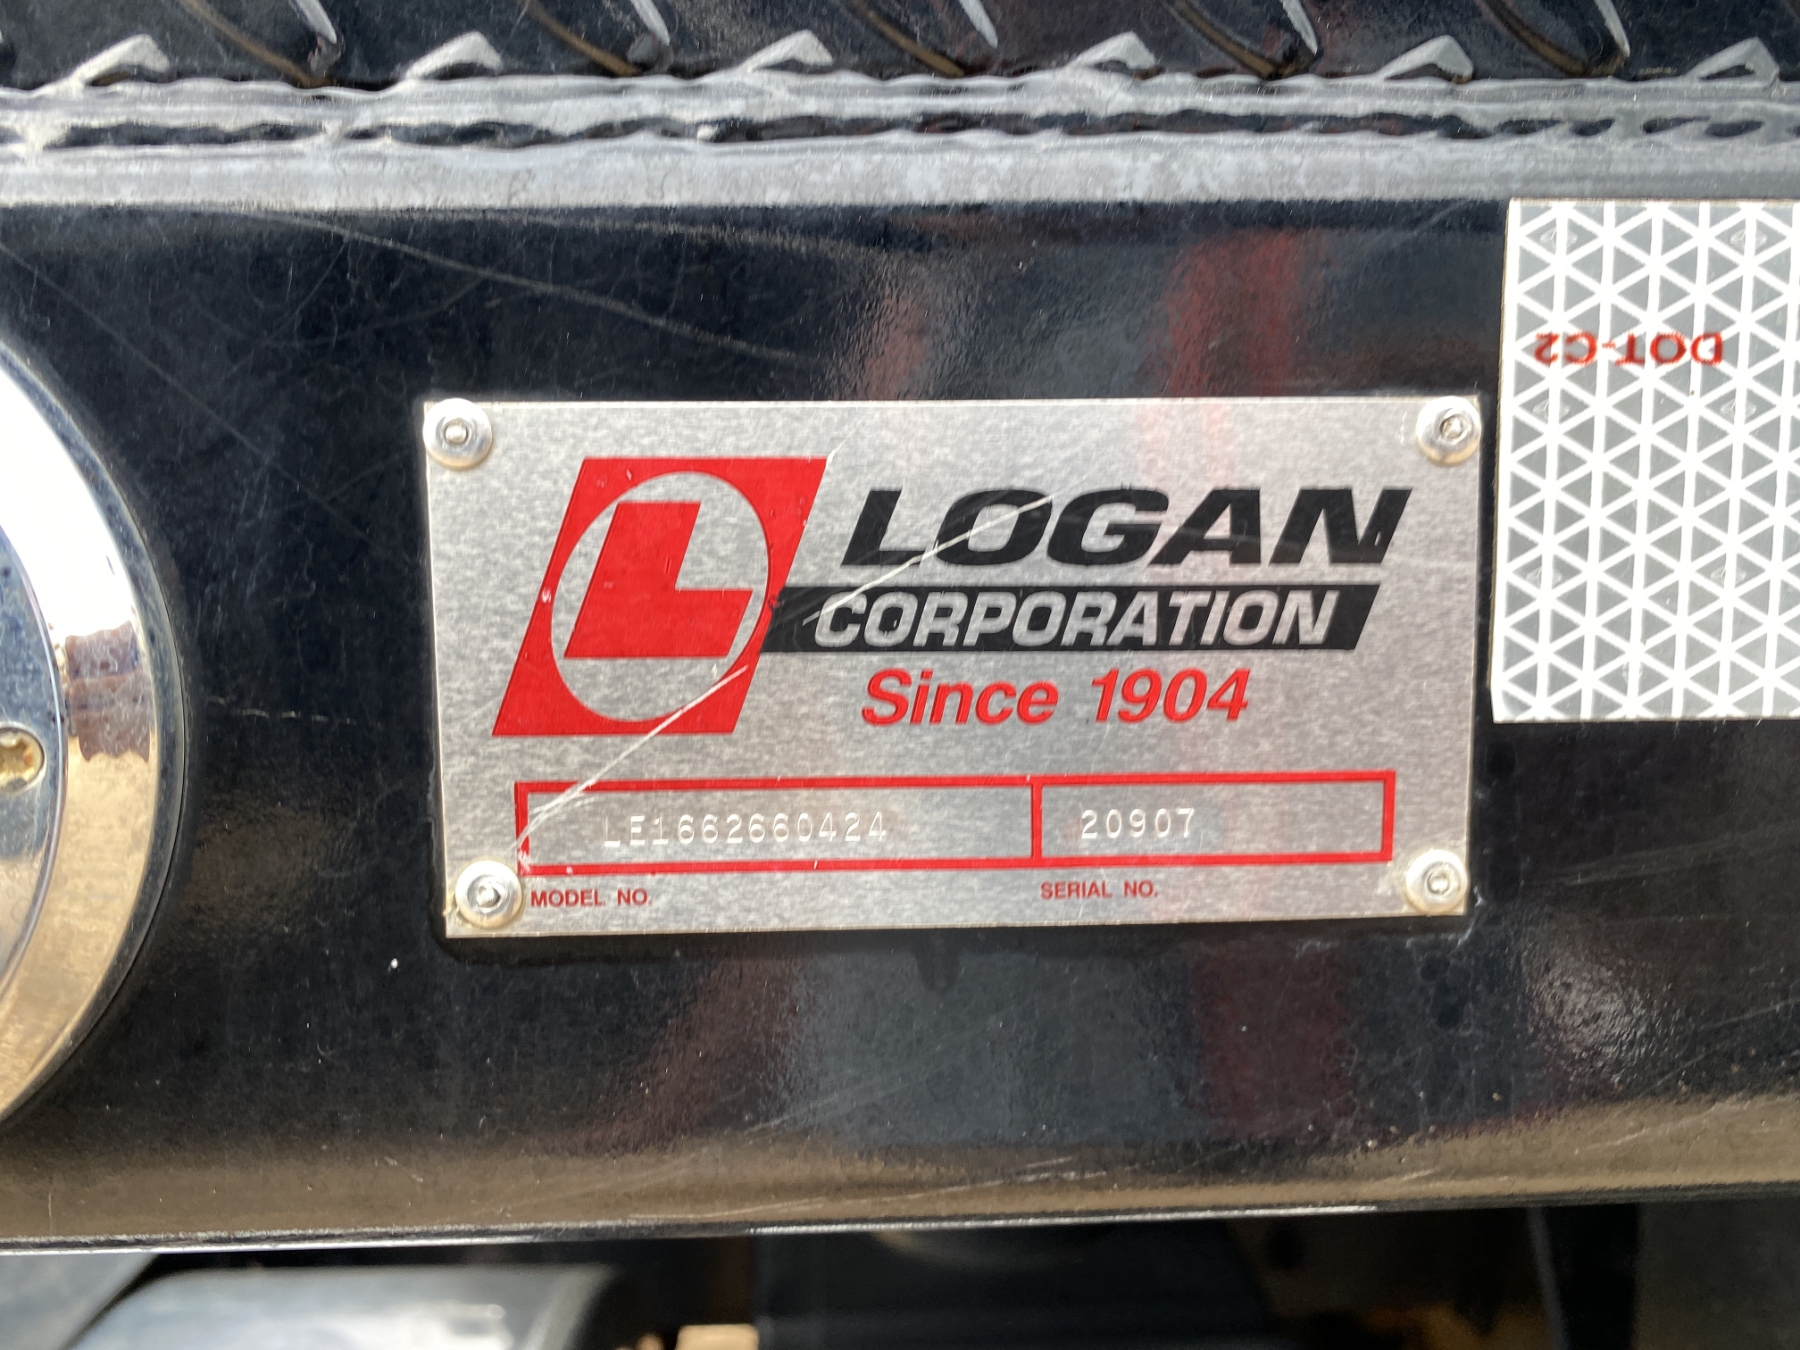 DOT-C2
L LOGAN
CORPORATION
Since 1904
LE1662660424 20907
MODEL NO. SERIAL NO.